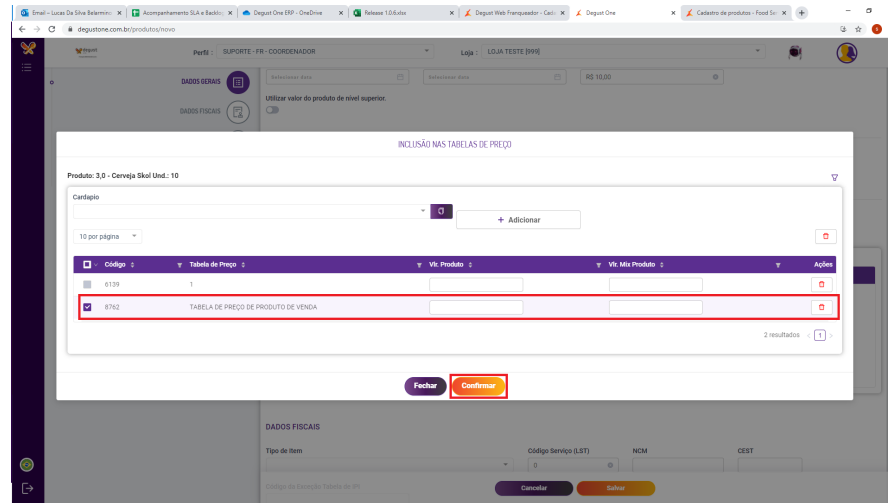 Email – Lucas Da Silva Belarmino
Acompanhamento SLA e Backlog
Degust One ERP - OneDrive
Release 1.0.6.xlsx
Degust Web Franqueador - Cada
Degust One
Cadastro de produtos - Food Ser
degustone.com.br/produtos/novo
degust
Perfil : SUPORTE - FR - COORDENADOR
Loja : LOJA TESTE [999]
DADOS GERAIS
Selecionar data
Selecionar data
R$ 10,00
DADOS FISCAIS
Utilizar valor do produto de nível superior.
INCLUSÃO NAS TABELAS DE PREÇO
Produto: 3,0 - Cerveja Skol Und.: 10
Cardapio
+ Adicionar
10 por página
Código
Tabela de Preço
Vlr. Produto
Vlr. Mix Produto
Ações
6139
1
8762
TABELA DE PREÇO DE PRODUTO DE VENDA
2 resultados < 1 >
Fechar
Confirmar
DADOS FISCAIS
Tipo de Item
Código Serviço (LST)
NCM
CEST
0
Cancelar
Salvar